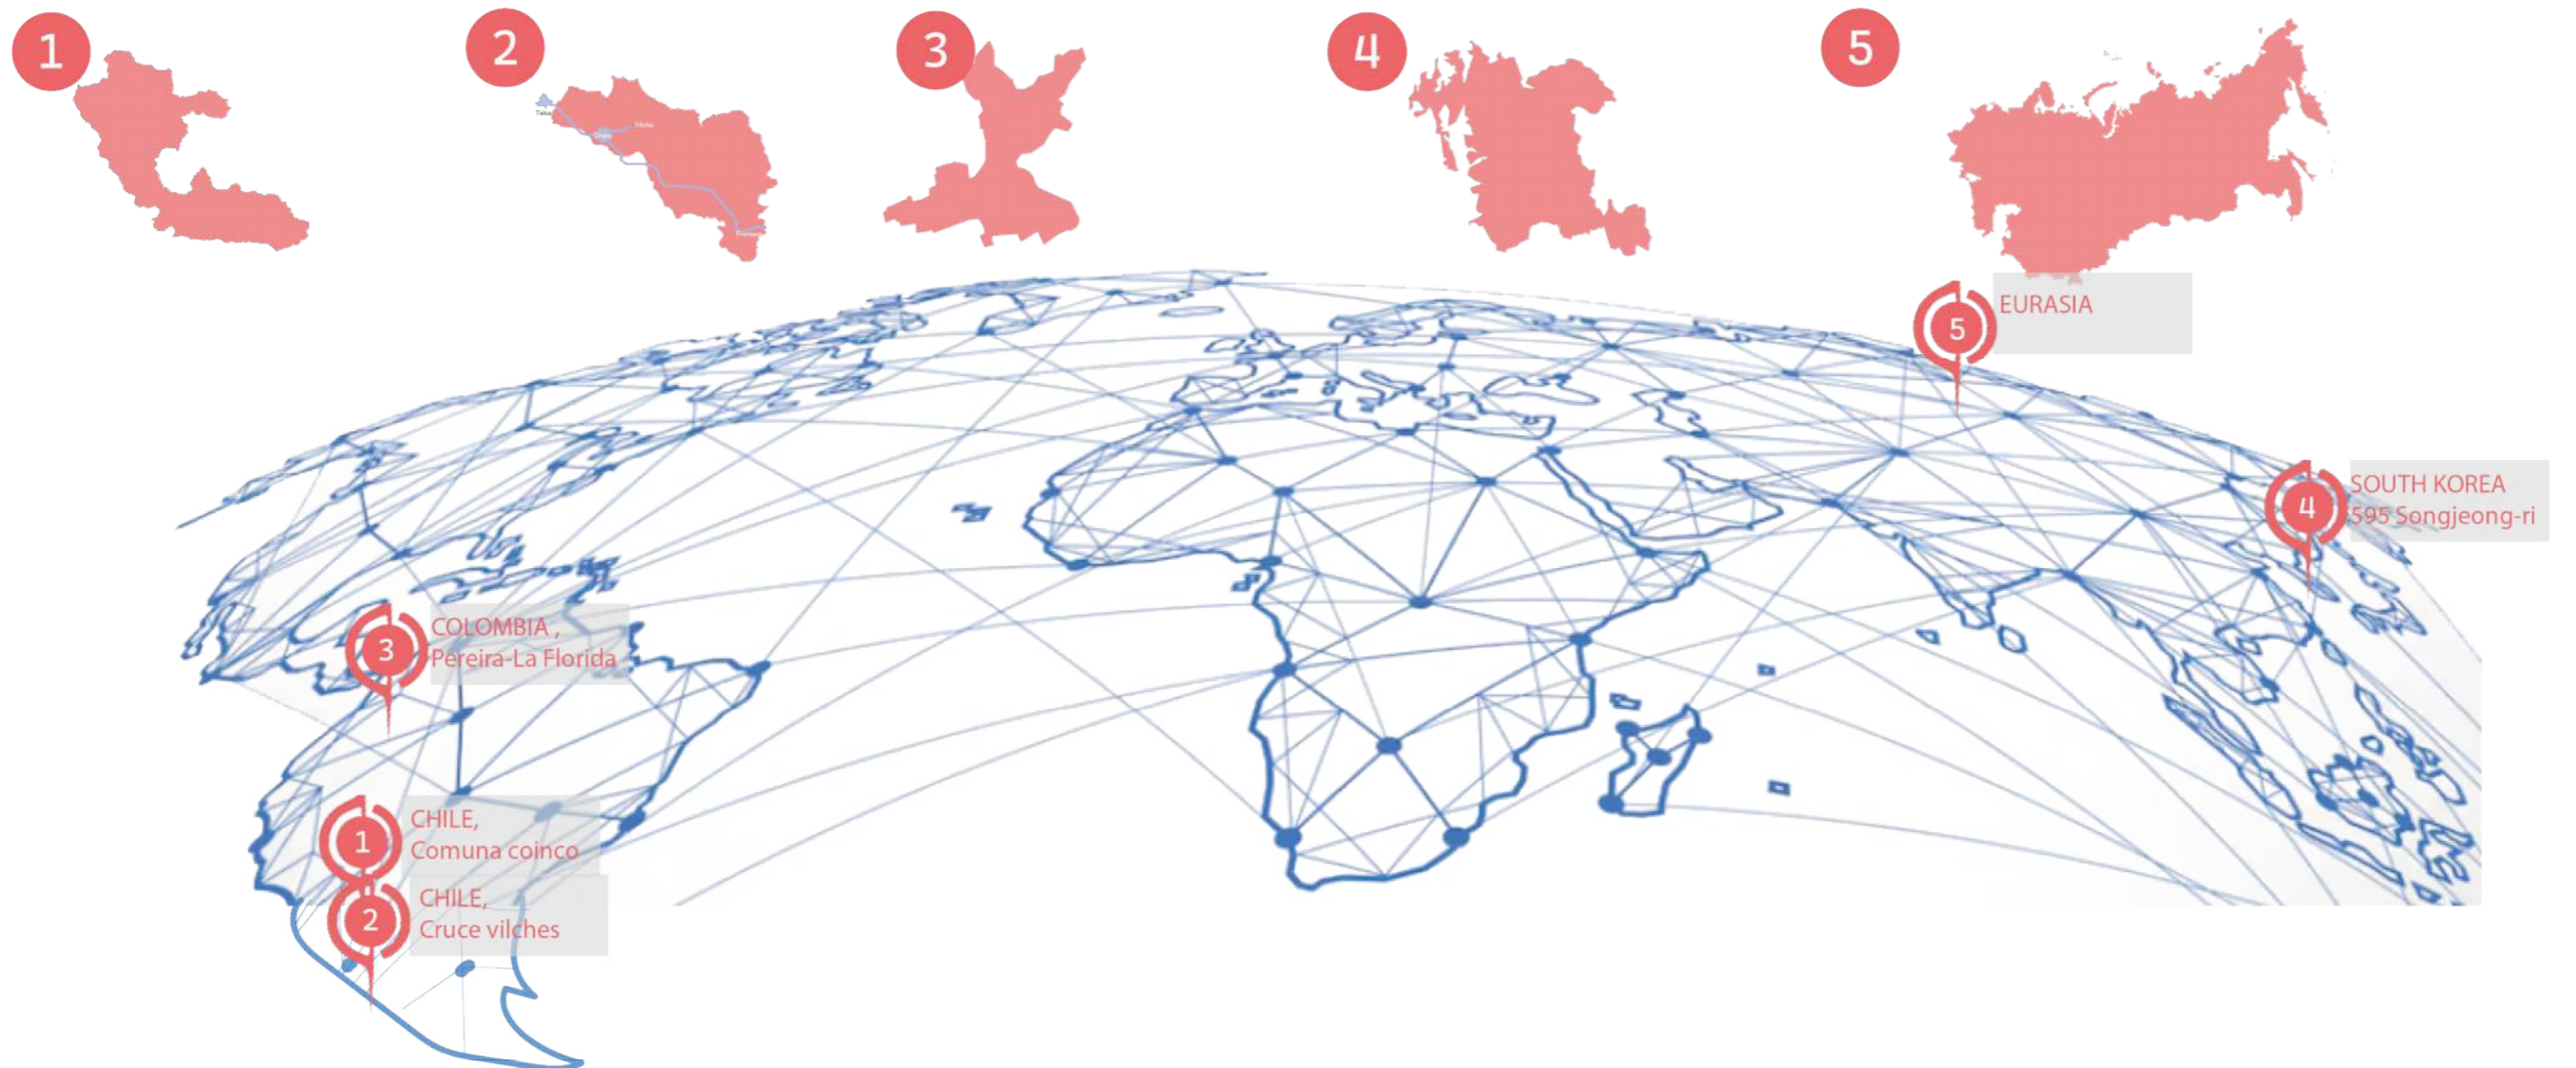 1
2
3
4
5
Talca
5
EURASIA
4
SOUTH KOREA
595 Songjeong-ri
3
COLOMBIA ,
Pereira-La Florida
1
CHILE,
Comuna coinco
2
CHILE,
Cruce vilches